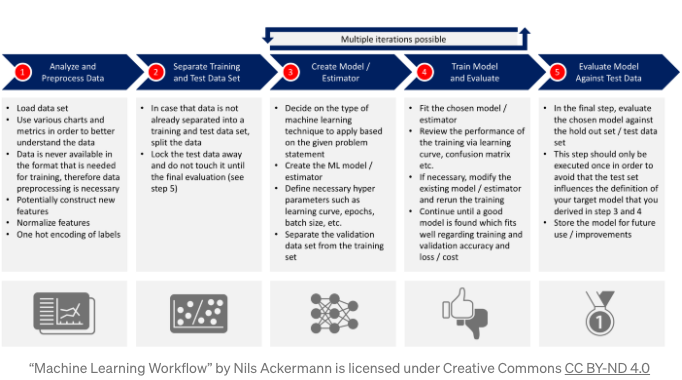 Multiple iterations possible
1
Analyze and
Preprocess Data
2
Separate Training
and Test Data Set
3
Create Model /
Estimator
4
Train Model
and Evaluate
5
Evaluate Model
Against Test Data
• Load data set
• Use various charts and
metrics in order to better
understand the data
• Data is never available in
the format that is needed
for training, therefore data
preprocessing is necessary
• Potentially construct new
features
• Normalize features
• One hot encoding of labels
• In case that data is not
already separated into a
training and test data set,
split the data
• Lock the test data away
and do not touch it until
the final evaluation (see
step 5)
• Decide on the type of
machine learning
technique to apply based
on the given problem
statement
• Create the ML model /
estimator
• Define necessary hyper
parameters such as
learning curve, epochs,
batch size, etc.
• Separate the validation
data set from the training
set
• Fit the chosen model /
estimator
• Review the performance
of the training via learning
curve, confusion matrix
etc.
• If necessary, modify the
existing model / estimator
and rerun the training
• Continue until a good
model is found which fits
well regarding training and
validation accuracy and
loss / cost
• In the final step, evaluate
the chosen model against
the hold out set / test data
set
• This step should only be
executed once in order to
avoid that the test set
influences the definition of
your target model that you
derived in step 3 and 4
• Store the model for future
use / improvements
1
“Machine Learning Workflow” by Nils Ackermann is licensed under Creative Commons CC BY-ND 4.0